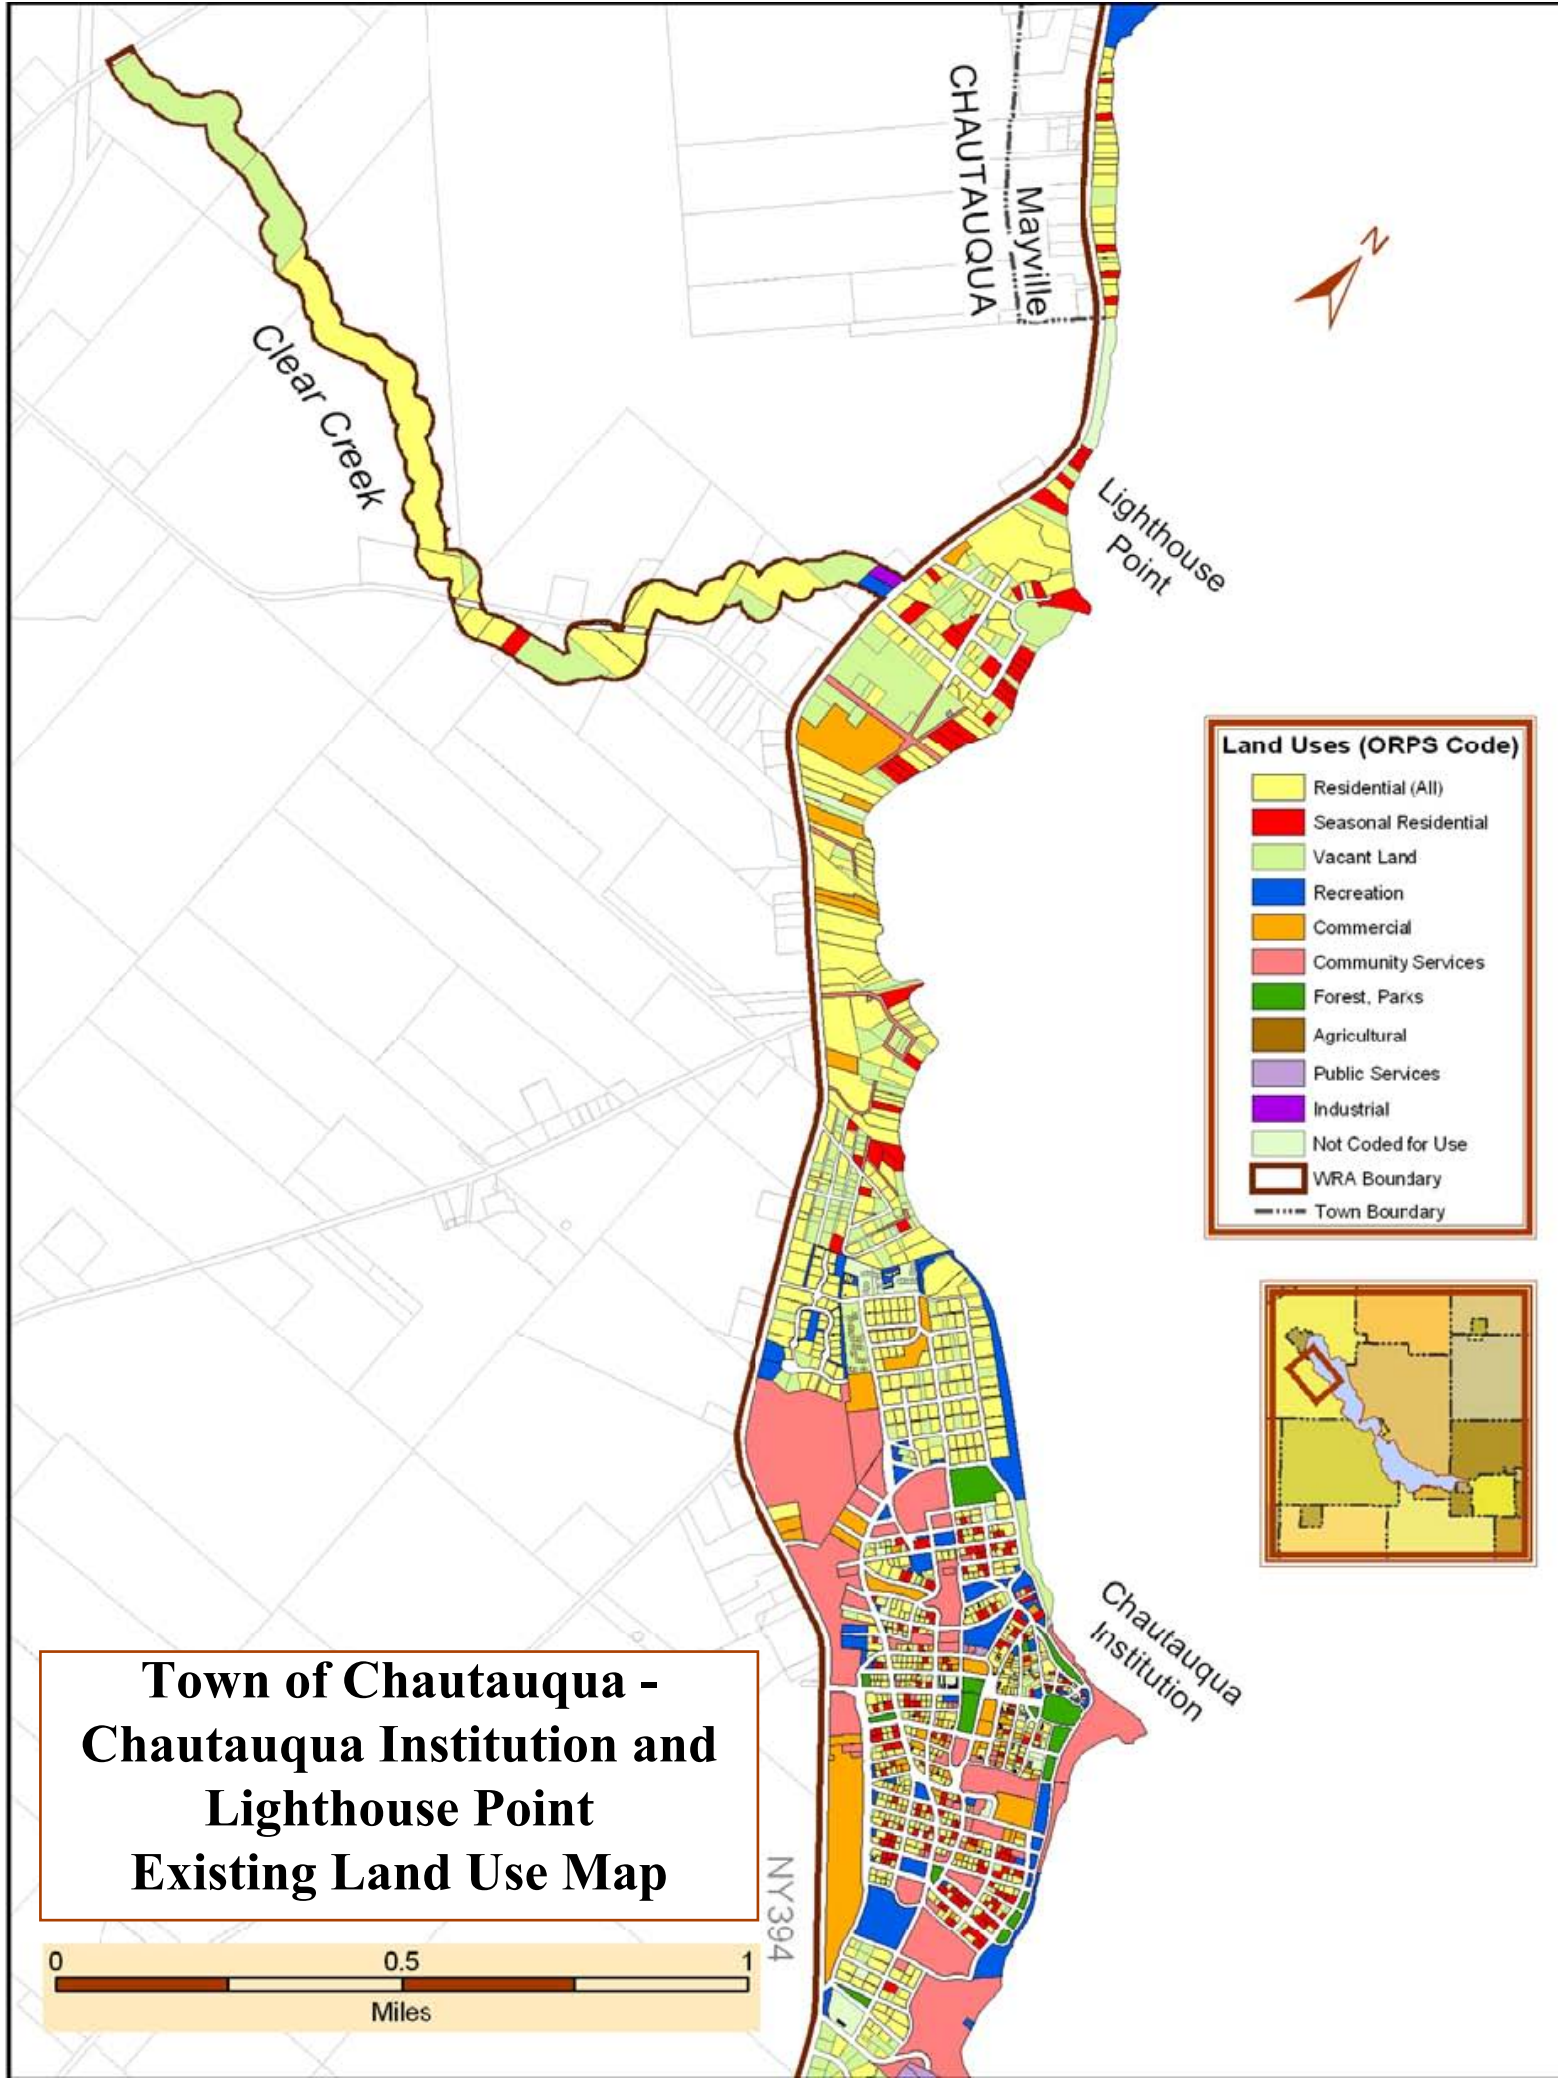 CHAUTAUQUA
Mayville
N
Clear Creek
Lighthouse
Point
Land Uses (ORPS Code)
Residential (All)
Seasonal Residential
Vacant Land
Recreation
Commercial
Community Services
Forest, Parks
Agricultural
Public Services
Industrial
Not Coded for Use
WRA Boundary
Town Boundary
Chautauqua
Institution
Town of Chautauqua -
Chautauqua Institution and
Lighthouse Point
Existing Land Use Map
NY394
0 0.5 1
Miles